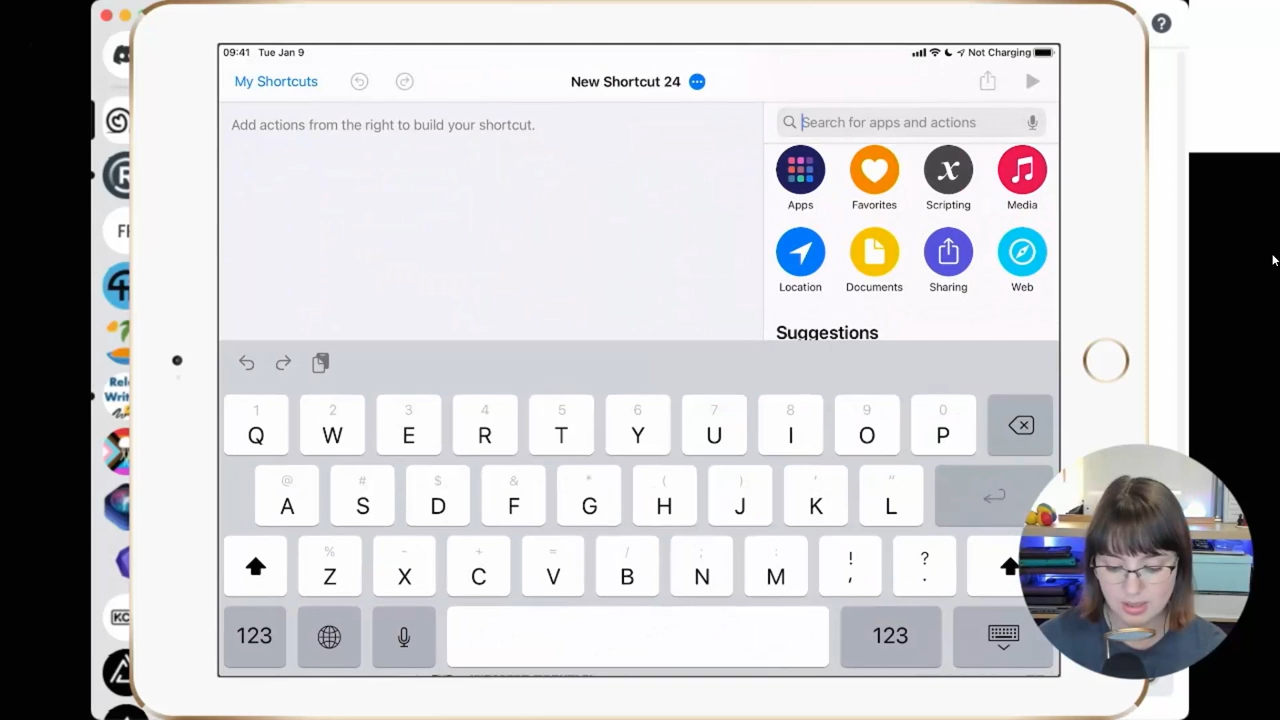 09:41 Tue Jan 9
Not Charging
My Shortcuts
New Shortcut 24
Add actions from the right to build your shortcut.
Search for apps and actions
Apps Favorites Scripting Media
Location Documents Sharing Web
Suggestions
1 2 3 4 5 6 7 8 9 0
Q W E R T Y U I O P
@ # $ & * ( ) ' "
A S D F G H J K L
% - + = / ; : ! ?
Z X C V B N M , .
123 123